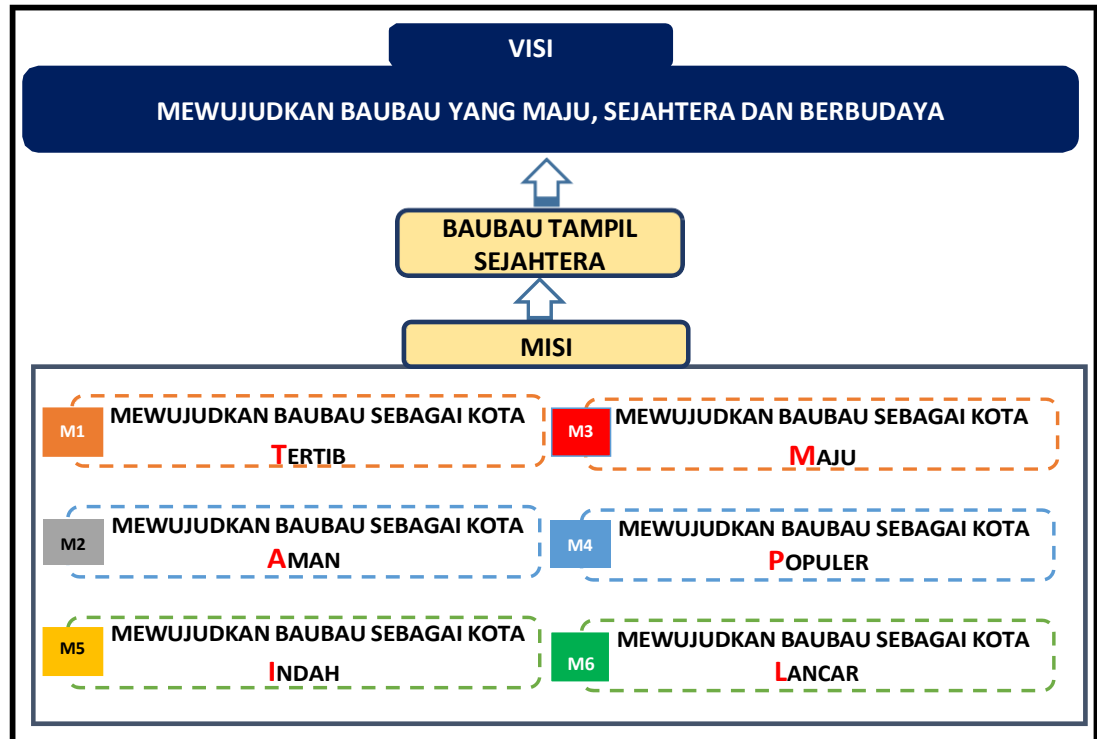 VISI
MEWUJUDKAN BAUBAU YANG MAJU, SEJAHTERA DAN BERBUDAYA
BAUBAU TAMPIL
SEJAHTERA
MISI
M1
MEWUJUDKAN BAUBAU SEBAGAI KOTA
TERTIB
M3
MEWUJUDKAN BAUBAU SEBAGAI KOTA
MAJU
M2
MEWUJUDKAN BAUBAU SEBAGAI KOTA
AMAN
M4
MEWUJUDKAN BAUBAU SEBAGAI KOTA
POPULER
M5
MEWUJUDKAN BAUBAU SEBAGAI KOTA
INDAH
M6
MEWUJUDKAN BAUBAU SEBAGAI KOTA
LANCAR